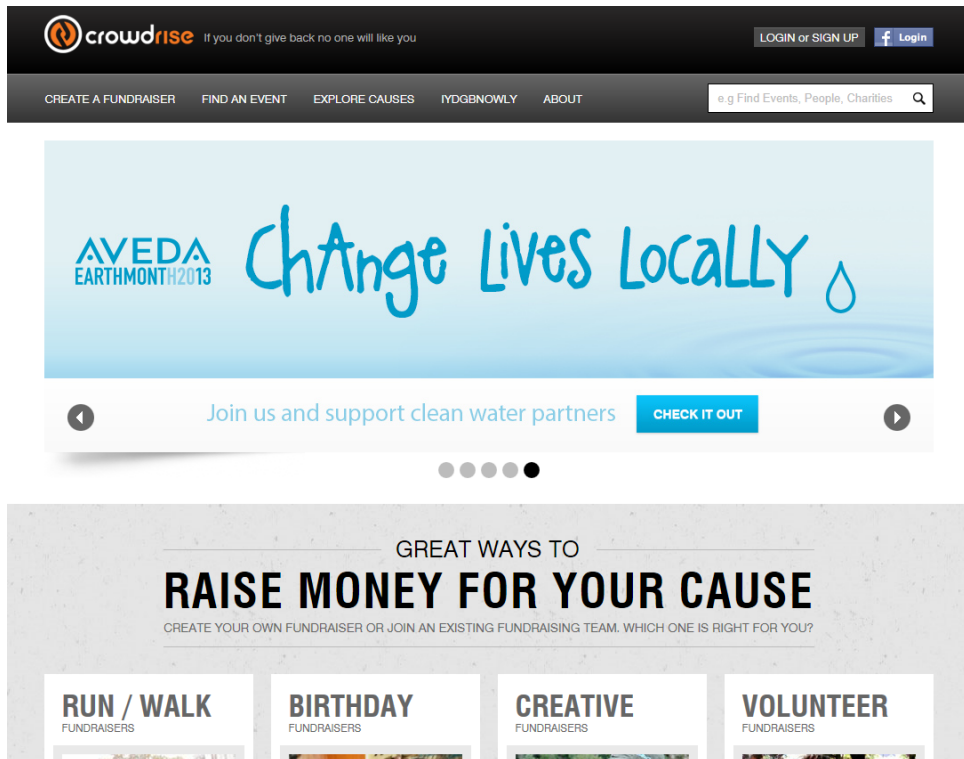 crowdrise If you don't give back no one will like you
LOGIN or SIGN UP f Login
CREATE A FUNDRAISER FIND AN EVENT EXPLORE CAUSES IYDGBNOWLY ABOUT e.g Find Events, People, Charities
AVEDA
EARTHMONTH2013
ChAnge Lives LocaLLY
Join us and support clean water partners CHECK IT OUT
GREAT WAYS TO
RAISE MONEY FOR YOUR CAUSE
CREATE YOUR OWN FUNDRAISER OR JOIN AN EXISTING FUNDRAISING TEAM. WHICH ONE IS RIGHT FOR YOU?
RUN / WALK
FUNDRAISERS
BIRTHDAY
FUNDRAISERS
CREATIVE
FUNDRAISERS
VOLUNTEER
FUNDRAISERS